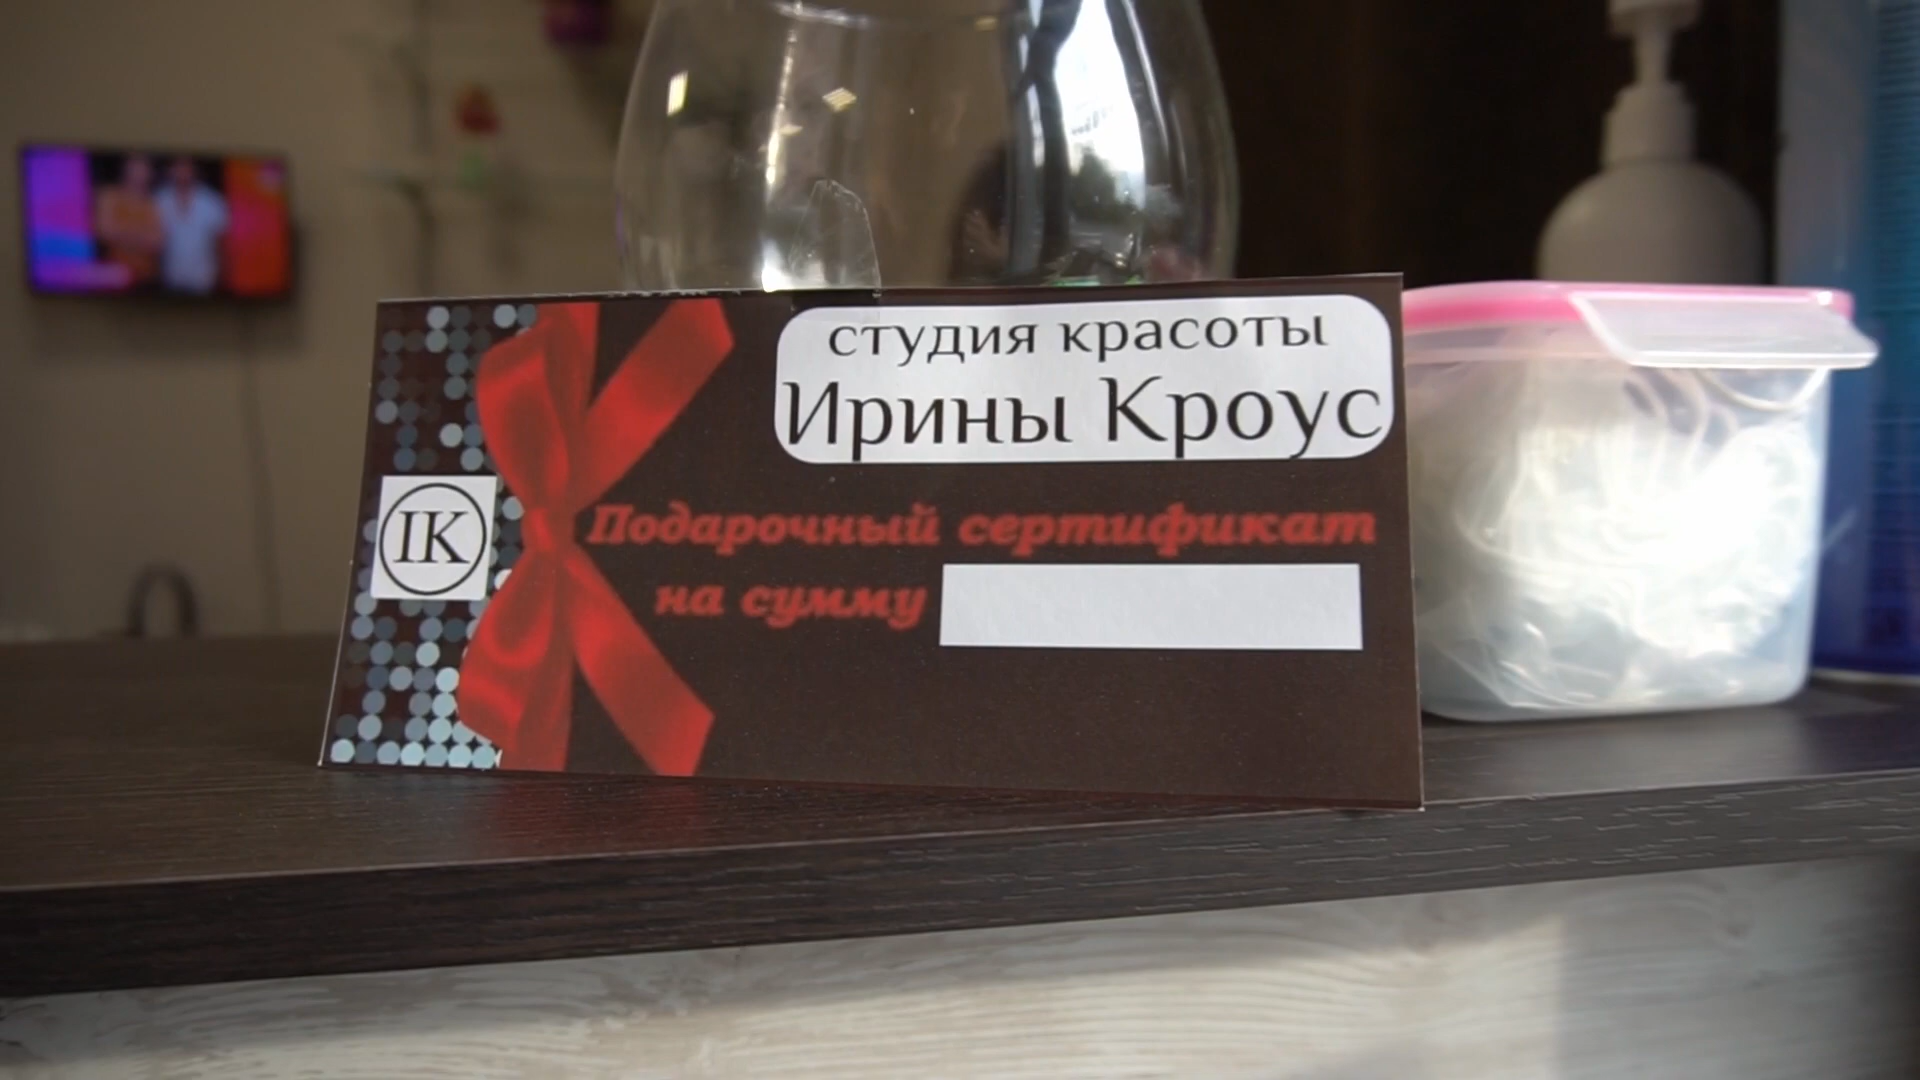 студия красоты
Ирины Кроус
IK
Подарочный сертификат
на сумму